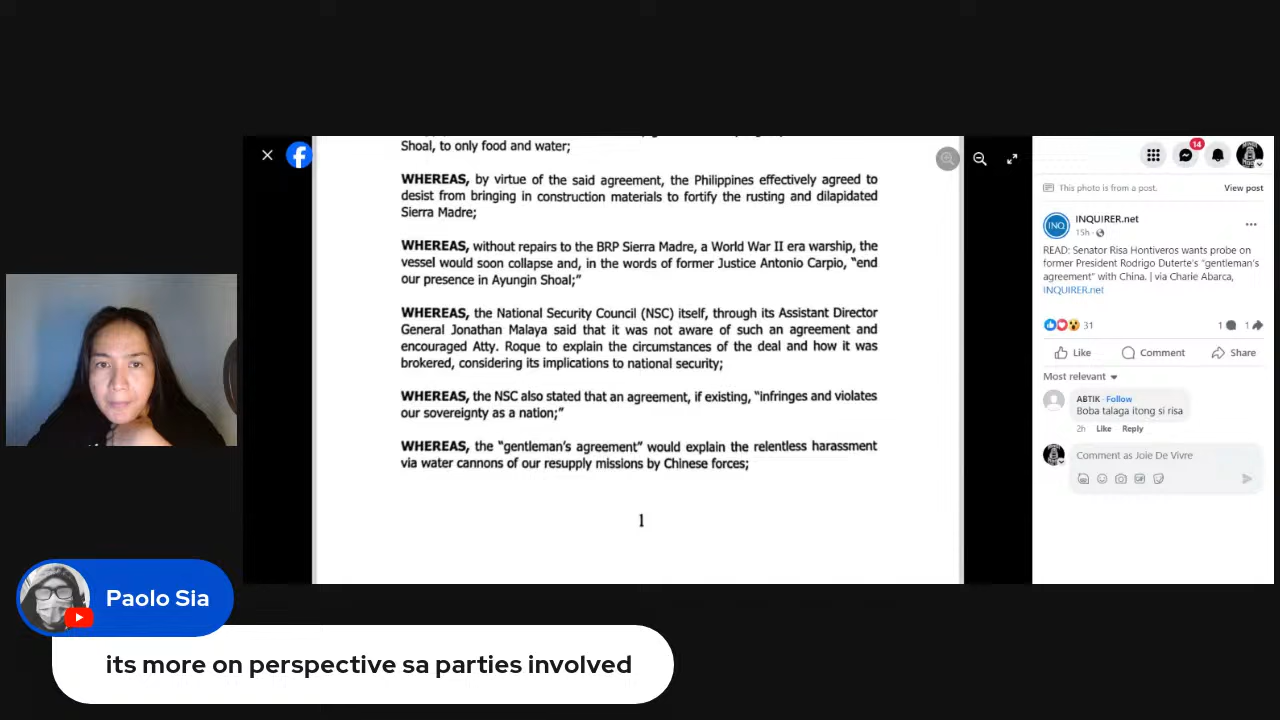 Shoal, to only food and water;
WHEREAS, by virtue of the said agreement, the Philippines effectively agreed to
desist from bringing in construction materials to fortify the rusting and dilapidated
Sierra Madre;
WHEREAS, without repairs to the BRP Sierra Madre, a World War II era warship, the
vessel would soon collapse and, in the words of former Justice Antonio Carpio, “end
our presence in Ayungin Shoal;”
WHEREAS, the National Security Council (NSC) itself, through its Assistant Director
General Jonathan Malaya said that it was not aware of such an agreement and
encouraged Atty. Roque to explain the circumstances of the deal and how it was
brokered, considering its implications to national security;
WHEREAS, the NSC also stated that an agreement, if existing, “infringes and violates
our sovereignty as a nation;”
WHEREAS, the “gentleman’s agreement” would explain the relentless harassment
via water cannons of our resupply missions by Chinese forces;
1
14
This photo is from a post.
View post
INQ
INQUIRER.net
15h
READ: Senator Risa Hontiveros wants probe on
former President Rodrigo Duterte's "gentleman's
agreement" with China. | via Charie Abarca,
INQUIRER.net
31
1
1
Like
Comment
Share
Most relevant
ABTIK · Follow
Boba talaga itong si risa
2h Like Reply
Comment as Joie De Vivre
GIF
Paolo Sia
its more on perspective sa parties involved